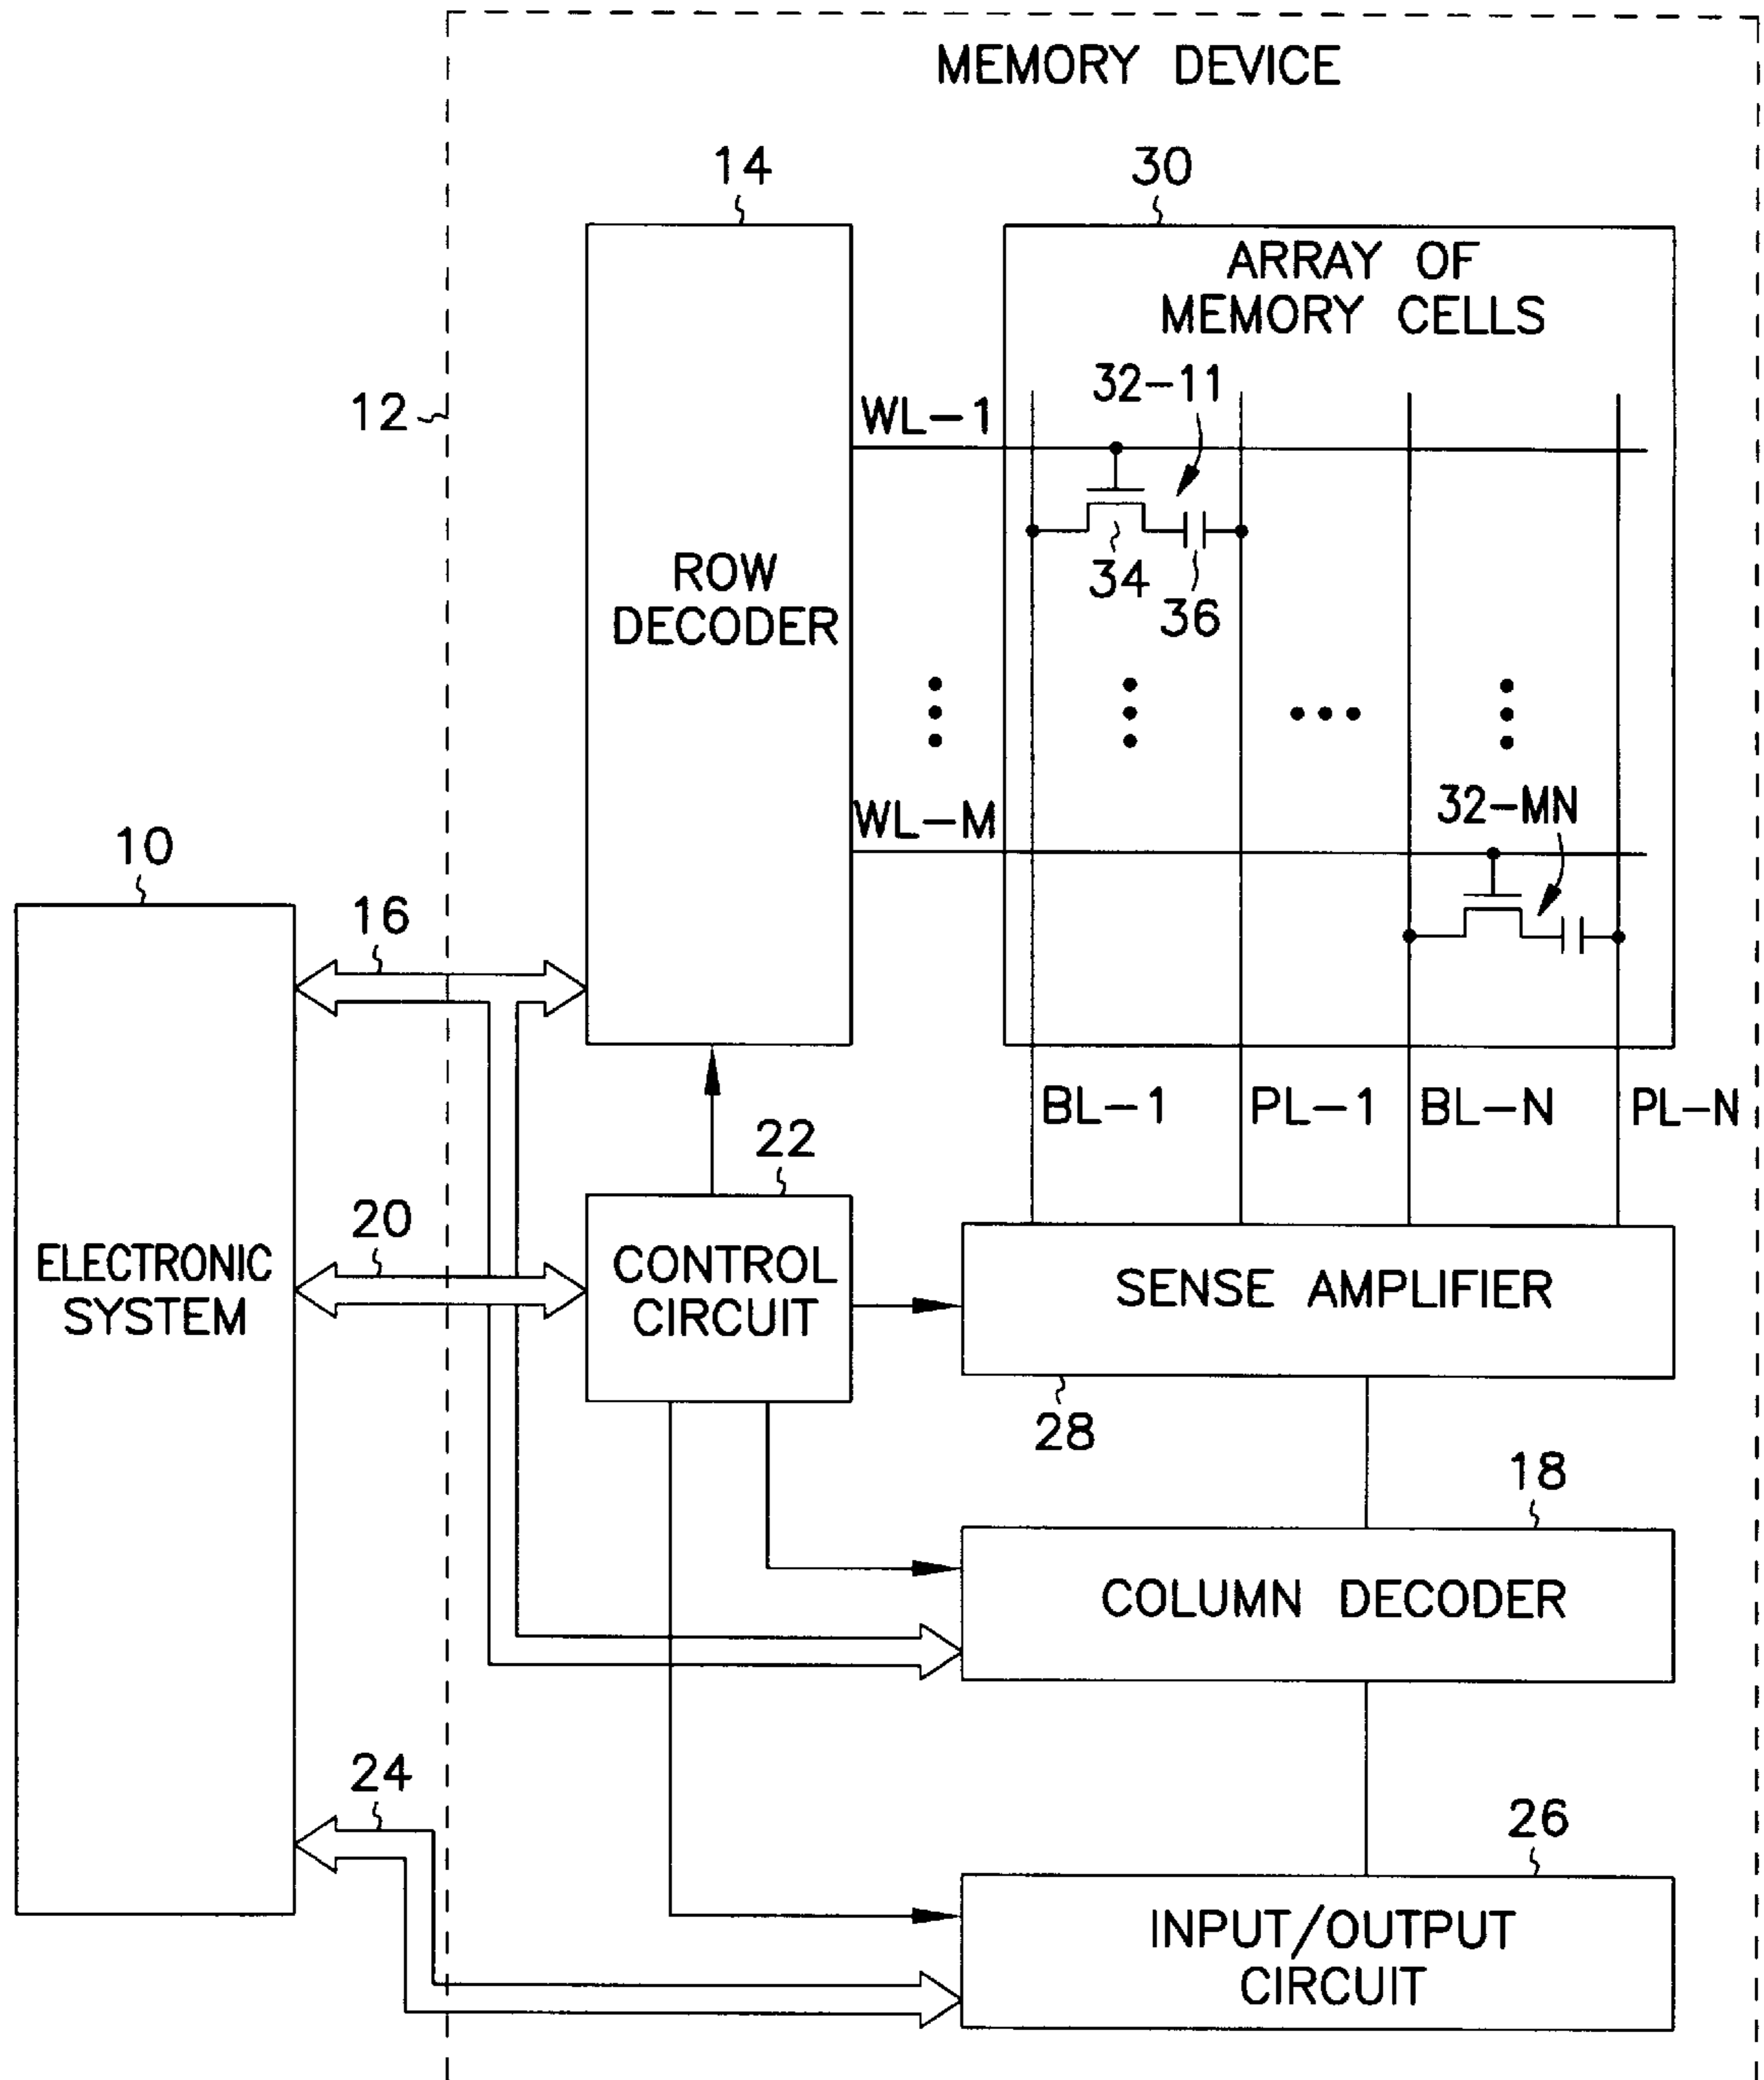 MEMORY DEVICE
14
30
ARRAY OF
MEMORY CELLS
12
WL-1
32-11
34
36
ROW
DECODER
WL-M
32-MN
10
16
BL-1
PL-1
BL-N
PL-N
22
20
ELECTRONIC
SYSTEM
CONTROL
CIRCUIT
SENSE AMPLIFIER
28
18
COLUMN DECODER
24
26
INPUT/OUTPUT
CIRCUIT